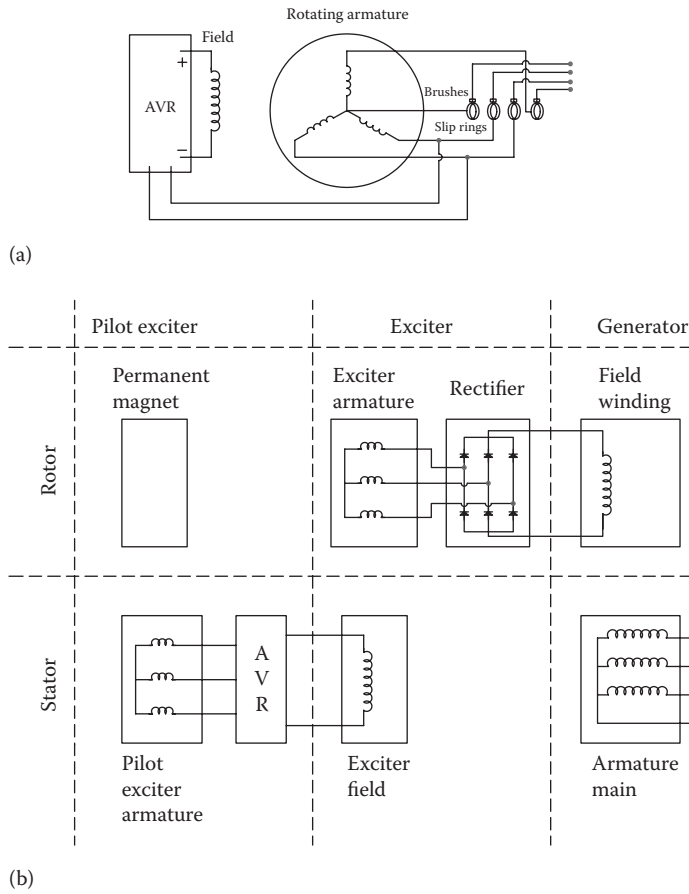 Rotating armature
Field
+
AVR
Brushes
Slip rings
−
(a)
Pilot exciter
Exciter
Generator
Permanent
magnet
Exciter
armature
Rectifier
Field
winding
Rotor
Stator
A
V
R
Pilot
exciter
armature
Exciter
field
Armature
main
(b)